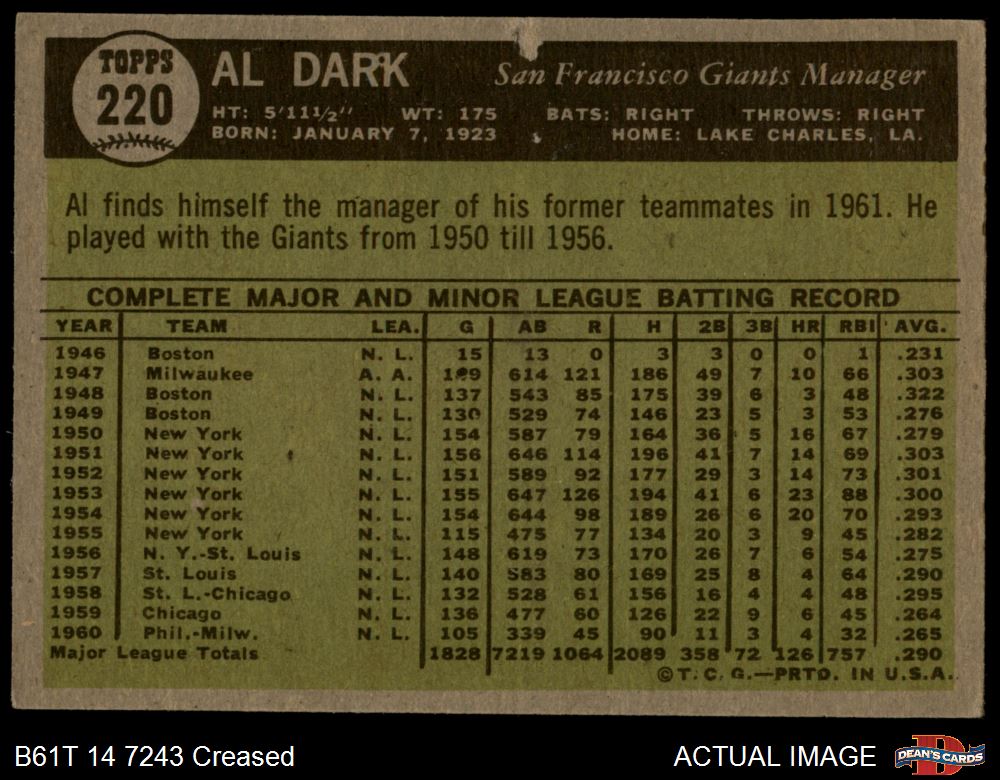 TOPPS
220
AL DARK
San Francisco Giants Manager
HT: 5'11½" WT: 175 BATS: RIGHT THROWS: RIGHT
BORN: JANUARY 7, 1923 HOME: LAKE CHARLES, LA.
Al finds himself the manager of his former teammates in 1961. He
played with the Giants from 1950 till 1956.
COMPLETE MAJOR AND MINOR LEAGUE BATTING RECORD
YEAR TEAM LEA. G AB R H 2B 3B HR RBI AVG.
1946 Boston N. L. 15 13 0 3 3 0 0 1 .231
1947 Milwaukee A. A. 614 121 186 49 7 10 66 .303
1948 Boston N. L. 137 543 85 175 39 6 3 48 .322
1949 Boston N. L. 130 529 74 146 23 5 3 53 .276
1950 New York N. L. 154 587 79 164 36 5 16 67 .279
1951 New York N. L. 156 646 114 196 41 7 14 69 .303
1952 New York N. L. 151 589 92 177 29 3 14 73 .301
1953 New York N. L. 155 647 126 194 41 6 23 88 .300
1954 New York N. L. 154 644 98 189 26 6 20 70 .293
1955 New York N. L. 115 475 77 134 20 3 9 45 .282
1956 N. Y.-St. Louis N. L. 148 619 73 170 26 7 6 54 .275
1957 St. Louis N. L. 140 583 80 169 25 8 4 64 .290
1958 St. L.-Chicago N. L. 132 528 61 156 16 4 4 48 .295
1959 Chicago N. L. 136 477 60 126 22 9 6 45 .264
1960 Phil.-Milw. N. L. 105 339 45 90 11 3 4 32 .265
Major League Totals 1828 7219 1064 2089 358 72 126 757 .290
©T. C. G.—PRTD. IN U.S.A.
B61T 14 7243 Creased
ACTUAL IMAGE
DEAN'S CARDS